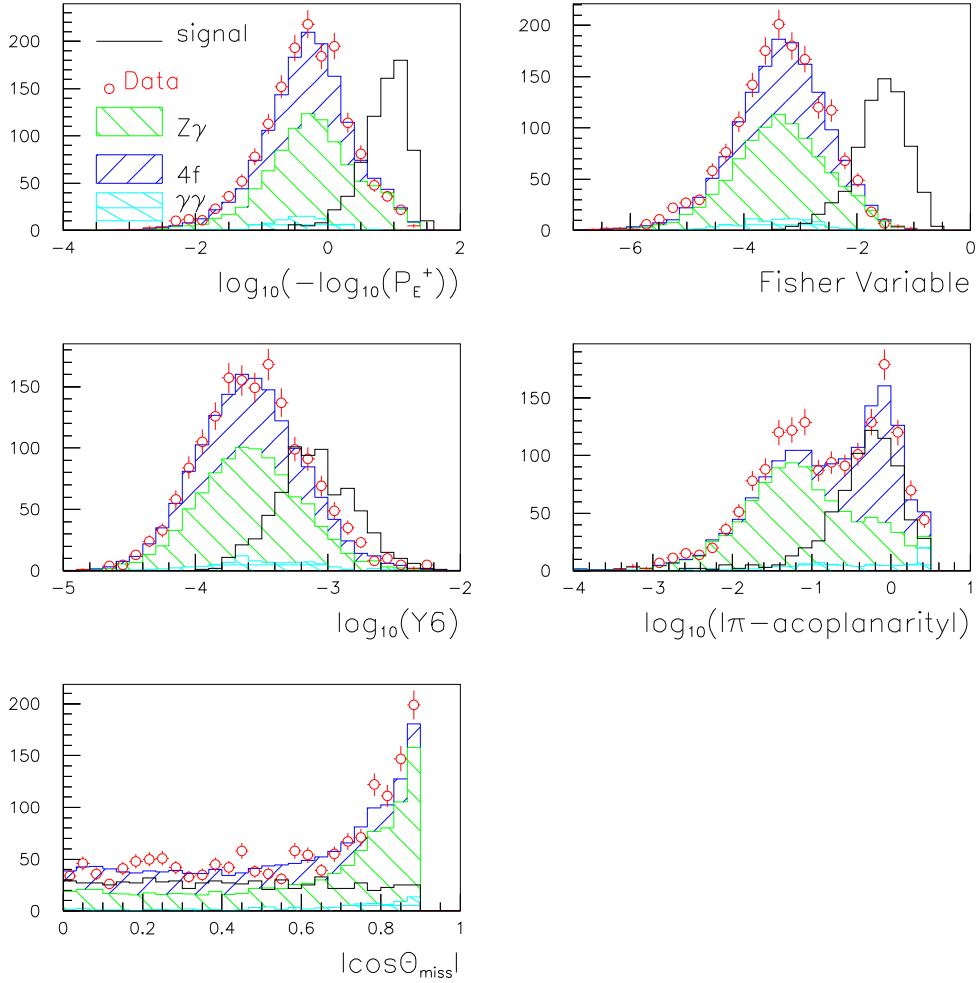 signal
Data
Zγ
4f
γγ
200
150
100
50
0
−4 −2 0 2
log₁₀(−log₁₀(P_E⁺))
200
150
100
50
0
−6 −4 −2 0
Fisher Variable
150
100
50
0
−5 −4 −3 −2
log₁₀(Y6)
150
100
50
0
−4 −3 −2 −1 0 1
log₁₀(|π−acoplanarity|)
200
150
100
50
0
0 0.2 0.4 0.6 0.8 1
|cosΘ_miss|